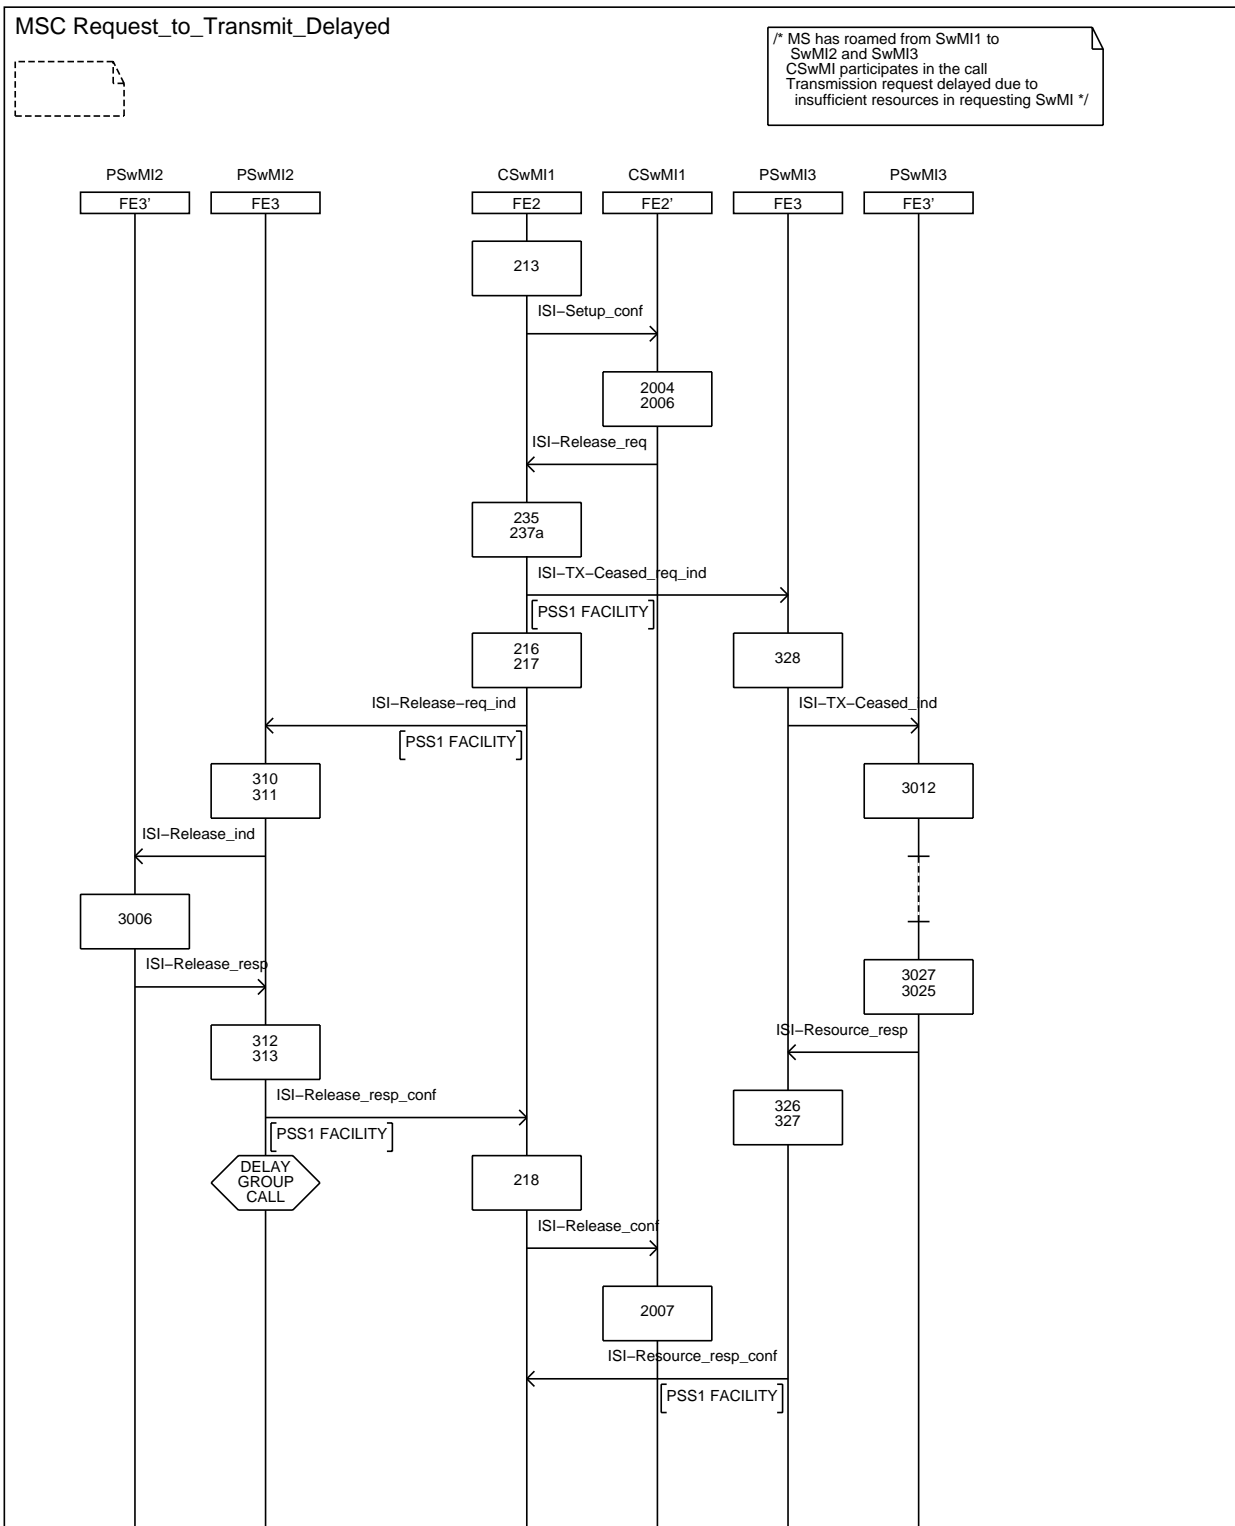 MSC Request_to_Transmit_Delayed
/* MS has roamed from SwMI1 to
SwMI2 and SwMI3
CSwMI participates in the call
Transmission request delayed due to
insufficient resources in requesting SwMI */
PSwMI2
PSwMI2
CSwMI1
CSwMI1
PSwMI3
PSwMI3
FE3'
FE3
FE2
FE2'
FE3
FE3'
213
ISI-Setup_conf
2004
2006
ISI-Release_req
235
237a
ISI-TX-Ceased_req_ind
[PSS1 FACILITY]
216
217
328
ISI-Release-req_ind
ISI-TX-Ceased_ind
[PSS1 FACILITY]
310
311
3012
ISI-Release_ind
3006
ISI-Release_resp
3027
3025
312
313
ISI-Resource_resp
ISI-Release_resp_conf
326
327
[PSS1 FACILITY]
DELAY
GROUP
CALL
218
ISI-Release_conf
2007
ISI-Resource_resp_conf
[PSS1 FACILITY]